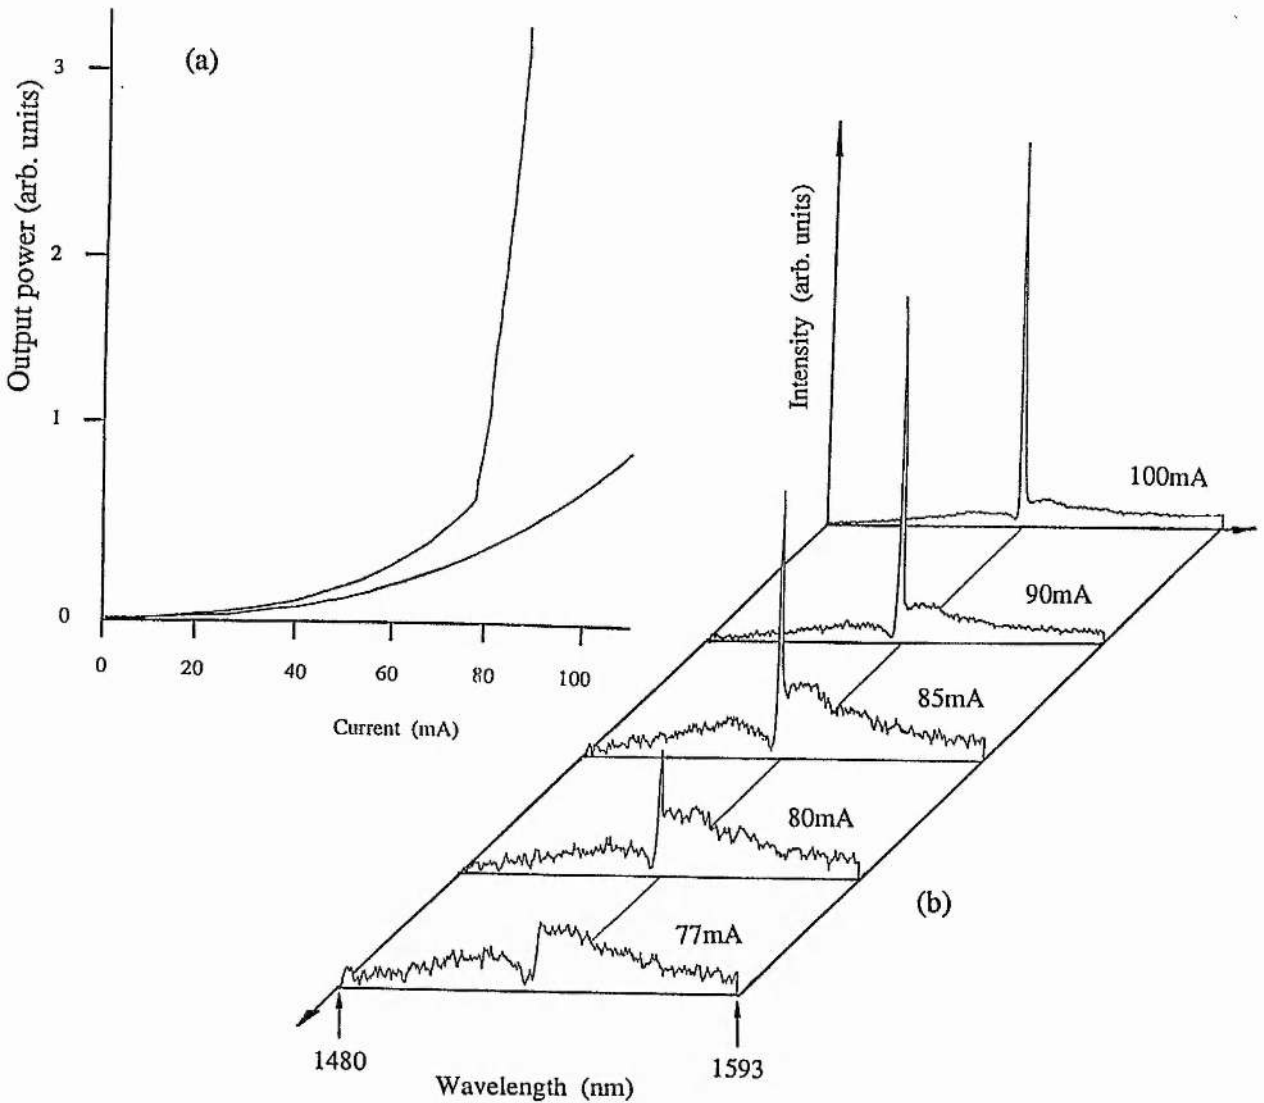 (a)
Output power (arb. units)
3
2
1
0
0 20 40 60 80 100
Current (mA)
Intensity (arb. units)
100mA
90mA
85mA
80mA
77mA
(b)
1480
1593
Wavelength (nm)